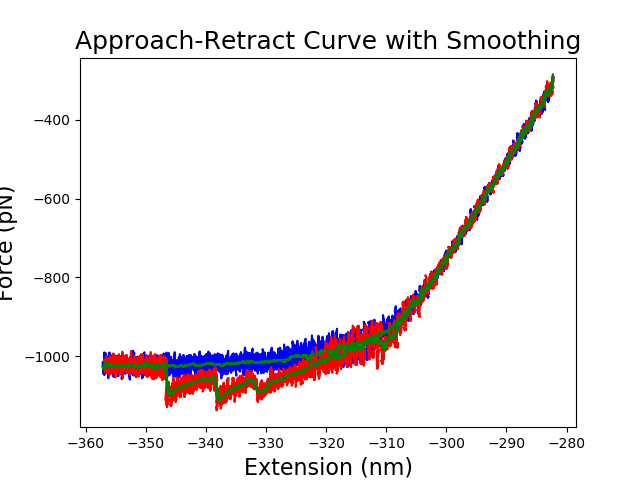 Approach-Retract Curve with Smoothing
Force (pN)
−400
−600
−800
−1000
−360 −350 −340 −330 −320 −310 −300 −290 −280
Extension (nm)